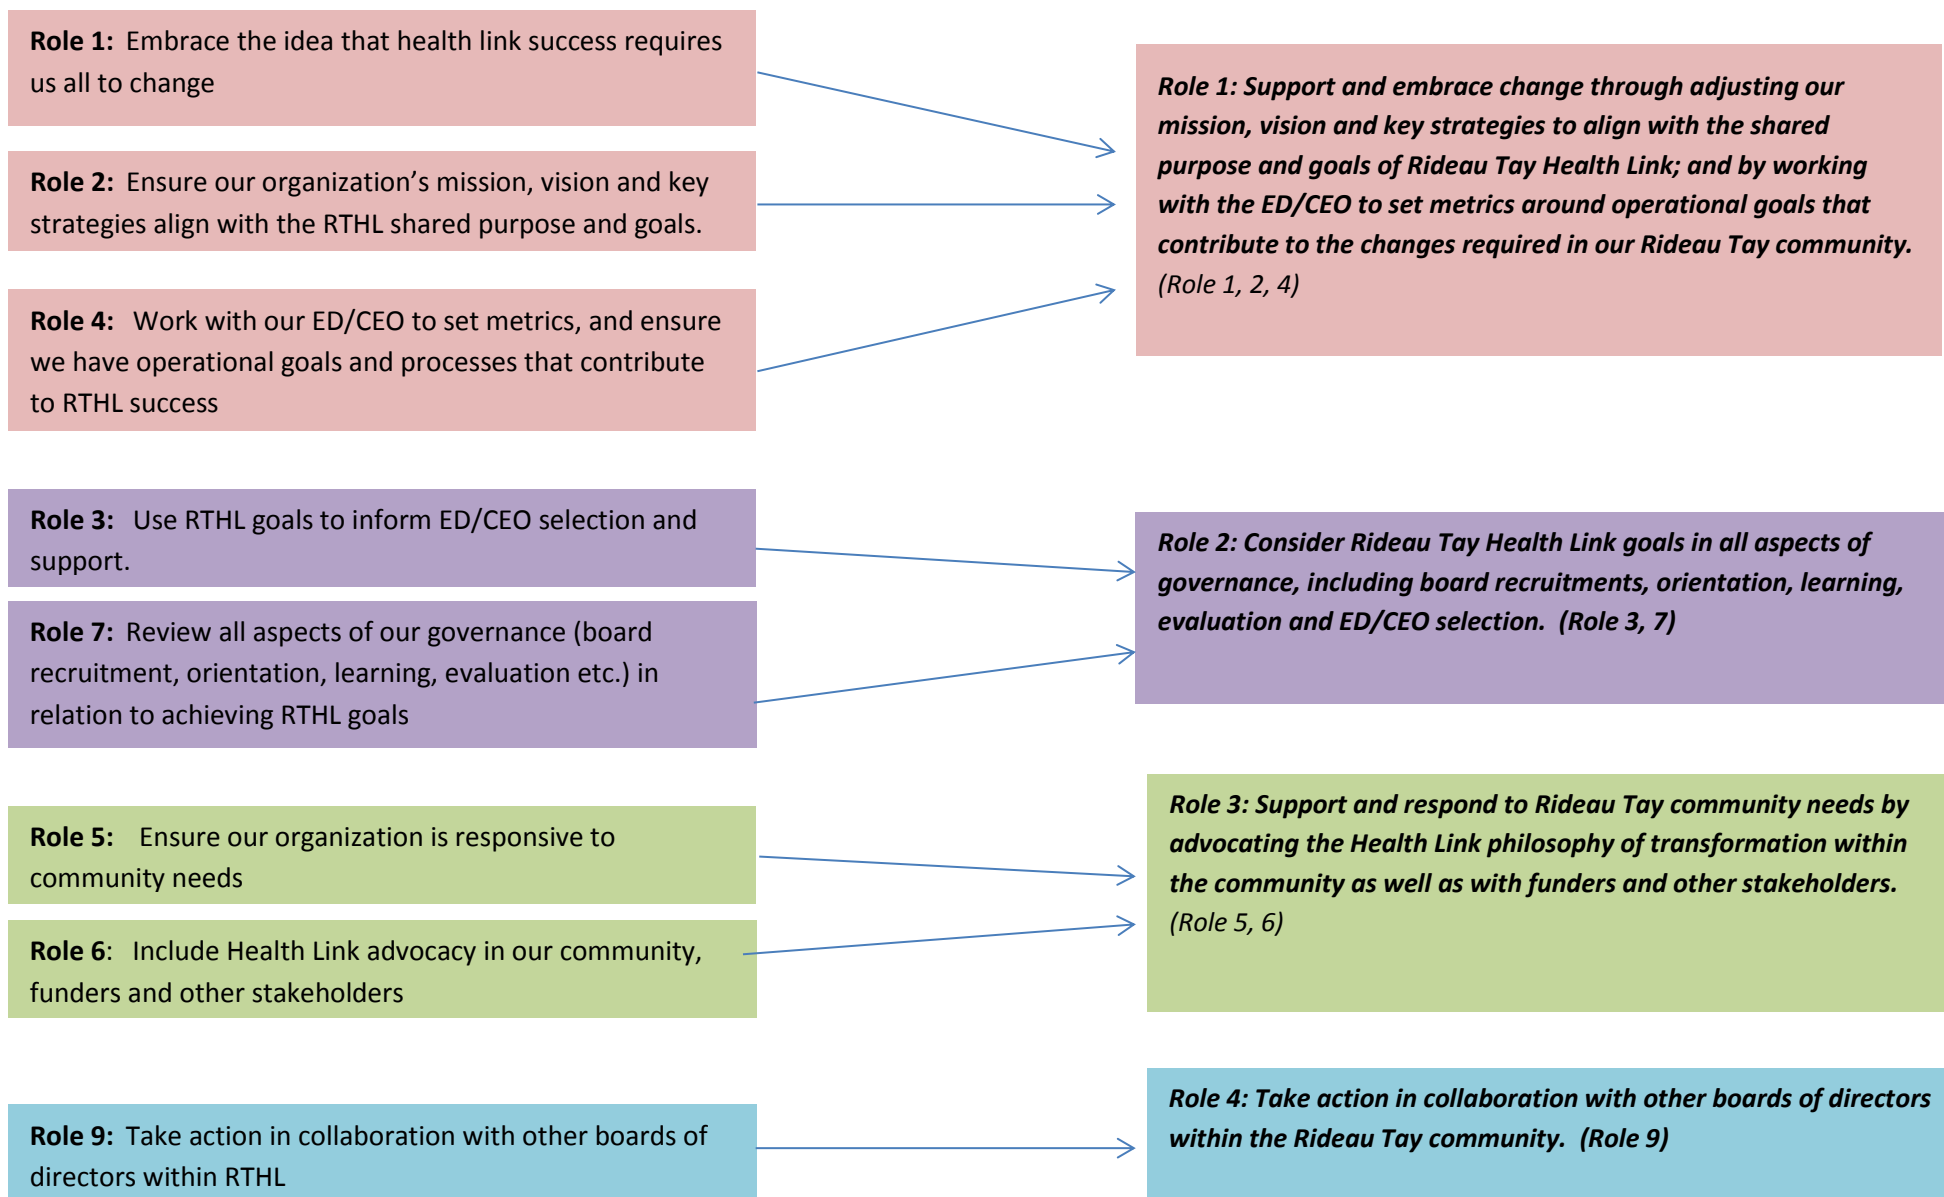 Role 1: Embrace the idea that health link success requires
us all to change
Role 2: Ensure our organization’s mission, vision and key
strategies align with the RTHL shared purpose and goals.
Role 4: Work with our ED/CEO to set metrics, and ensure
we have operational goals and processes that contribute
to RTHL success
Role 1: Support and embrace change through adjusting our
mission, vision and key strategies to align with the shared
purpose and goals of Rideau Tay Health Link; and by working
with the ED/CEO to set metrics around operational goals that
contribute to the changes required in our Rideau Tay community.
(Role 1, 2, 4)
Role 3: Use RTHL goals to inform ED/CEO selection and
support.
Role 7: Review all aspects of our governance (board
recruitment, orientation, learning, evaluation etc.) in
relation to achieving RTHL goals
Role 2: Consider Rideau Tay Health Link goals in all aspects of
governance, including board recruitments, orientation, learning,
evaluation and ED/CEO selection. (Role 3, 7)
Role 5: Ensure our organization is responsive to
community needs
Role 6: Include Health Link advocacy in our community,
funders and other stakeholders
Role 3: Support and respond to Rideau Tay community needs by
advocating the Health Link philosophy of transformation within
the community as well as with funders and other stakeholders.
(Role 5, 6)
Role 9: Take action in collaboration with other boards of
directors within RTHL
Role 4: Take action in collaboration with other boards of directors
within the Rideau Tay community. (Role 9)